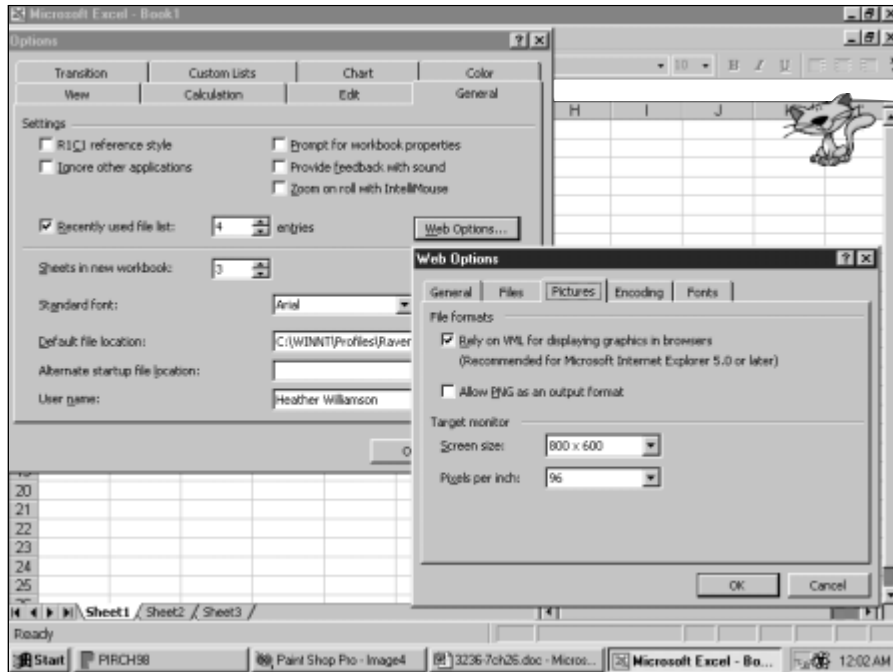 Microsoft Excel - Book1
Options
Transition Custom Lists Chart Color
View Calculation Edit General
10 B I U
H I J K L
Settings
R1C1 reference style
Ignore other applications
Prompt for workbook properties
Provide feedback with sound
Zoom on roll with IntelliMouse
Recently used file list: 4 entries
Web Options...
Sheets in new workbook: 3
Standard font: Arial
Default file location: C:\WINNT\Profiles\Raven
Alternate startup file location:
User name: Heather Williamson
O
Web Options
General Files Pictures Encoding Fonts
File formats
Rely on VML for displaying graphics in browsers
(Recommended for Microsoft Internet Explorer 5.0 or later)
Allow PNG as an output format
Target monitor
Screen size: 800 x 600
Pixels per inch: 96
OK Cancel
19
20
21
22
23
24
25
Sheet1 Sheet2 Sheet3
Ready
Start PIRCH98 Paint Shop Pro - Image4 3236-7ch26.doc - Micros... Microsoft Excel - Bo... 12:02 AM